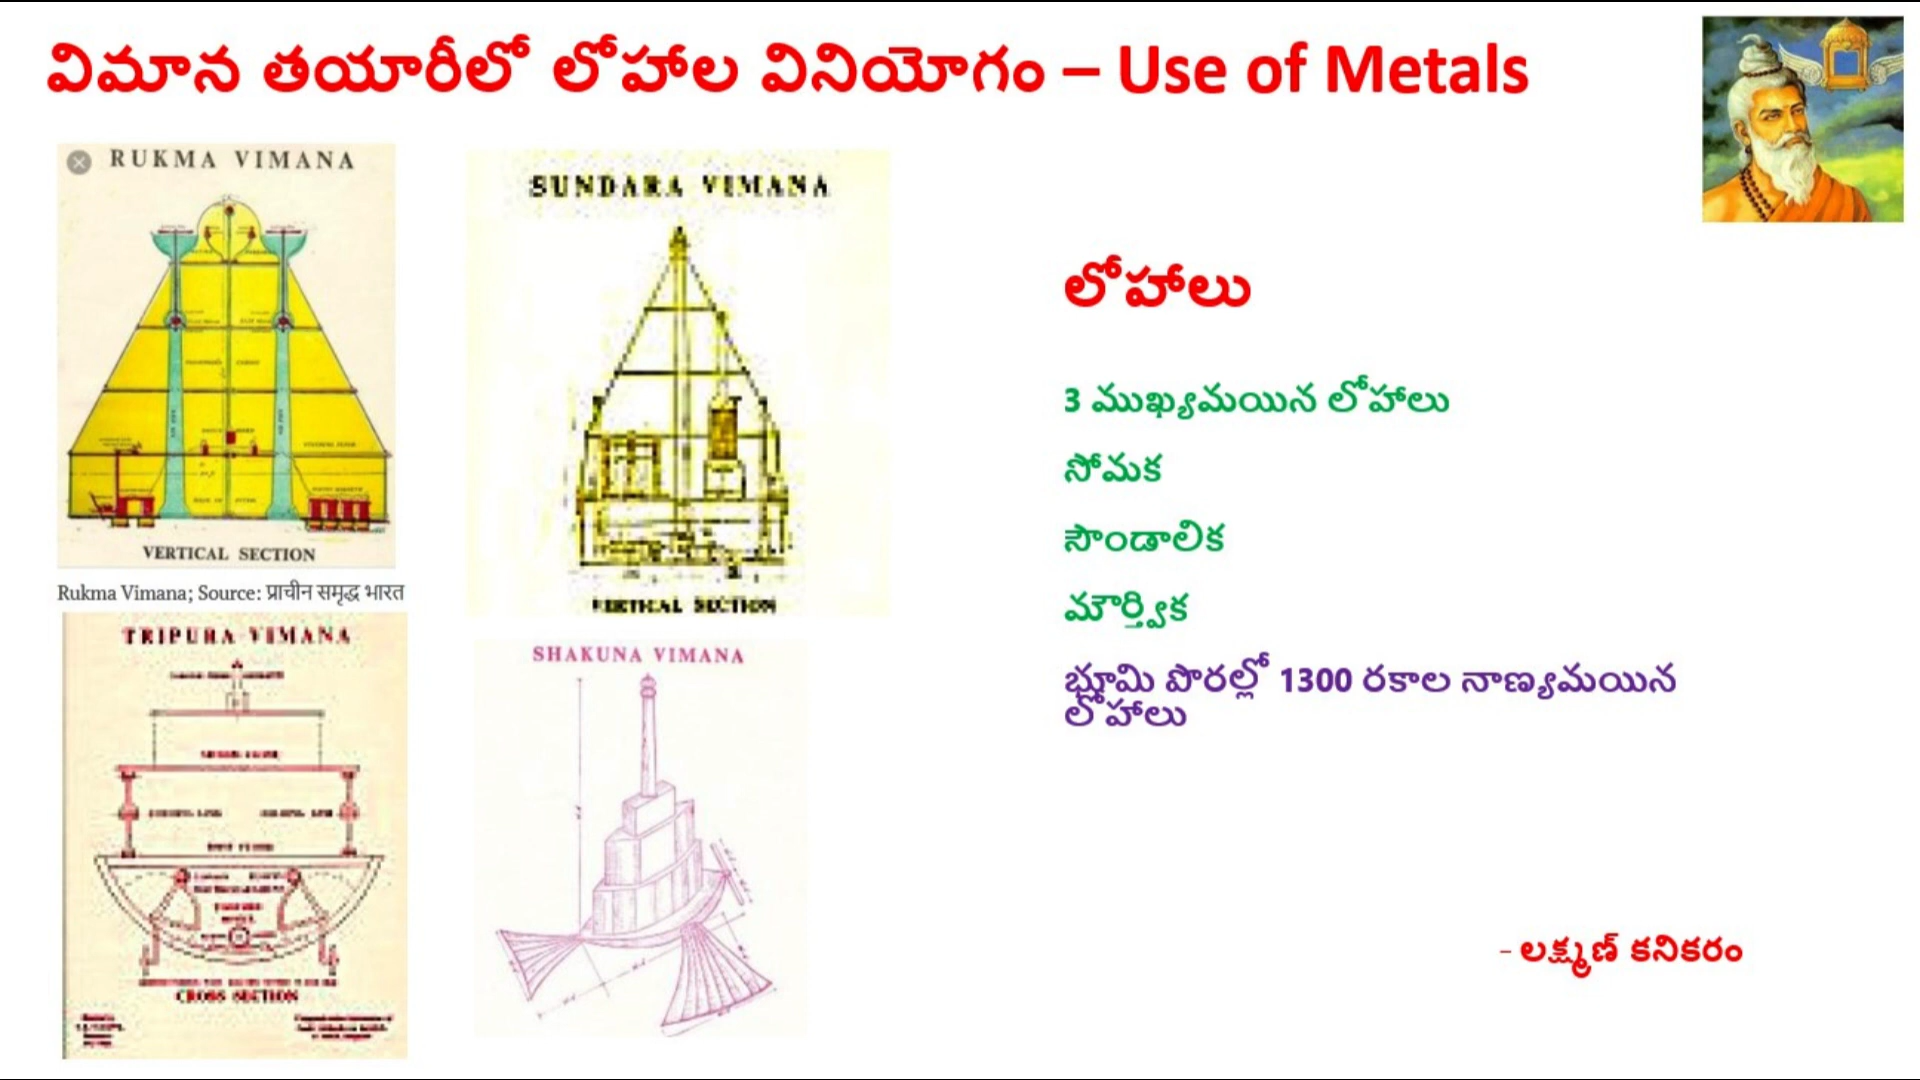 విమాన తయారీలో లోహాల వినియోగం – Use of Metals
RUKMA VIMANA
VERTICAL SECTION
Rukma Vimana; Source: प्राचीन समृद्ध भारत
SUNDARA VIMANA
VERTICAL SECTION
TRIPURA VIMANA
CROSS SECTION
SHAKUNA VIMANA
లోహాలు
3 ముఖ్యమయిన లోహాలు
సోమక
సౌండాలిక
మౌర్త్విక
భూమి పొరల్లో 1300 రకాల నాణ్యమయిన
లోహాలు
- లక్ష్మణ్ కనికరం